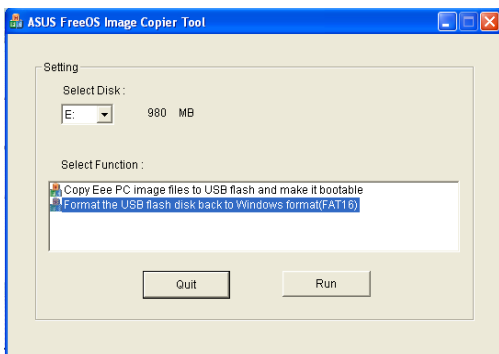 ASUS FreeOS Image Copier Tool
Setting
Select Disk :
E: 980 MB
Select Function :
Copy Eee PC image files to USB flash and make it bootable
Format the USB flash disk back to Windows format(FAT16)
Quit Run